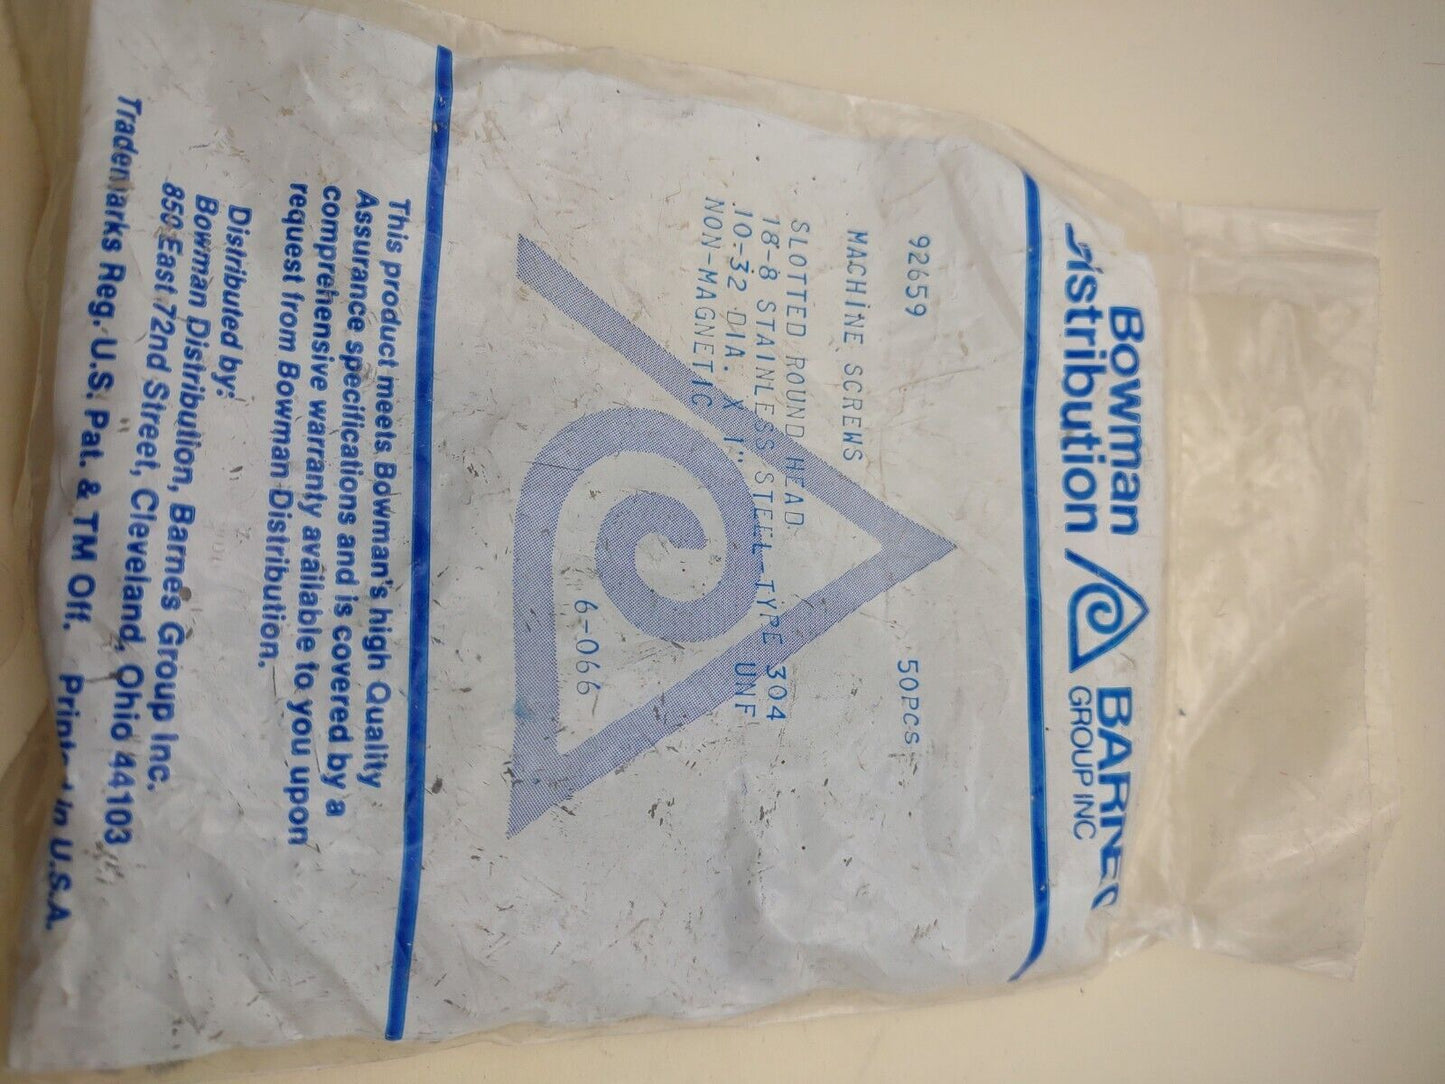 Bowman BARNES
Distribution GROUP INC
92659 50PCS.
MACHINE SCREWS
SLOTTED ROUND HEAD
18-8 STAINLESS STEEL-TYPE 304
10-32 DIA. X 1" UNF
NON-MAGNETIC
6-066
This product meets Bowman's high Quality
Assurance specifications and is covered by a
comprehensive warranty available to you upon
request from Bowman Distribution.
Distributed by:
Bowman Distribution, Barnes Group Inc.
850 East 72nd Street, Cleveland, Ohio 44103
Trademarks Reg. U.S. Pat. & TM Off. Printed in U.S.A.